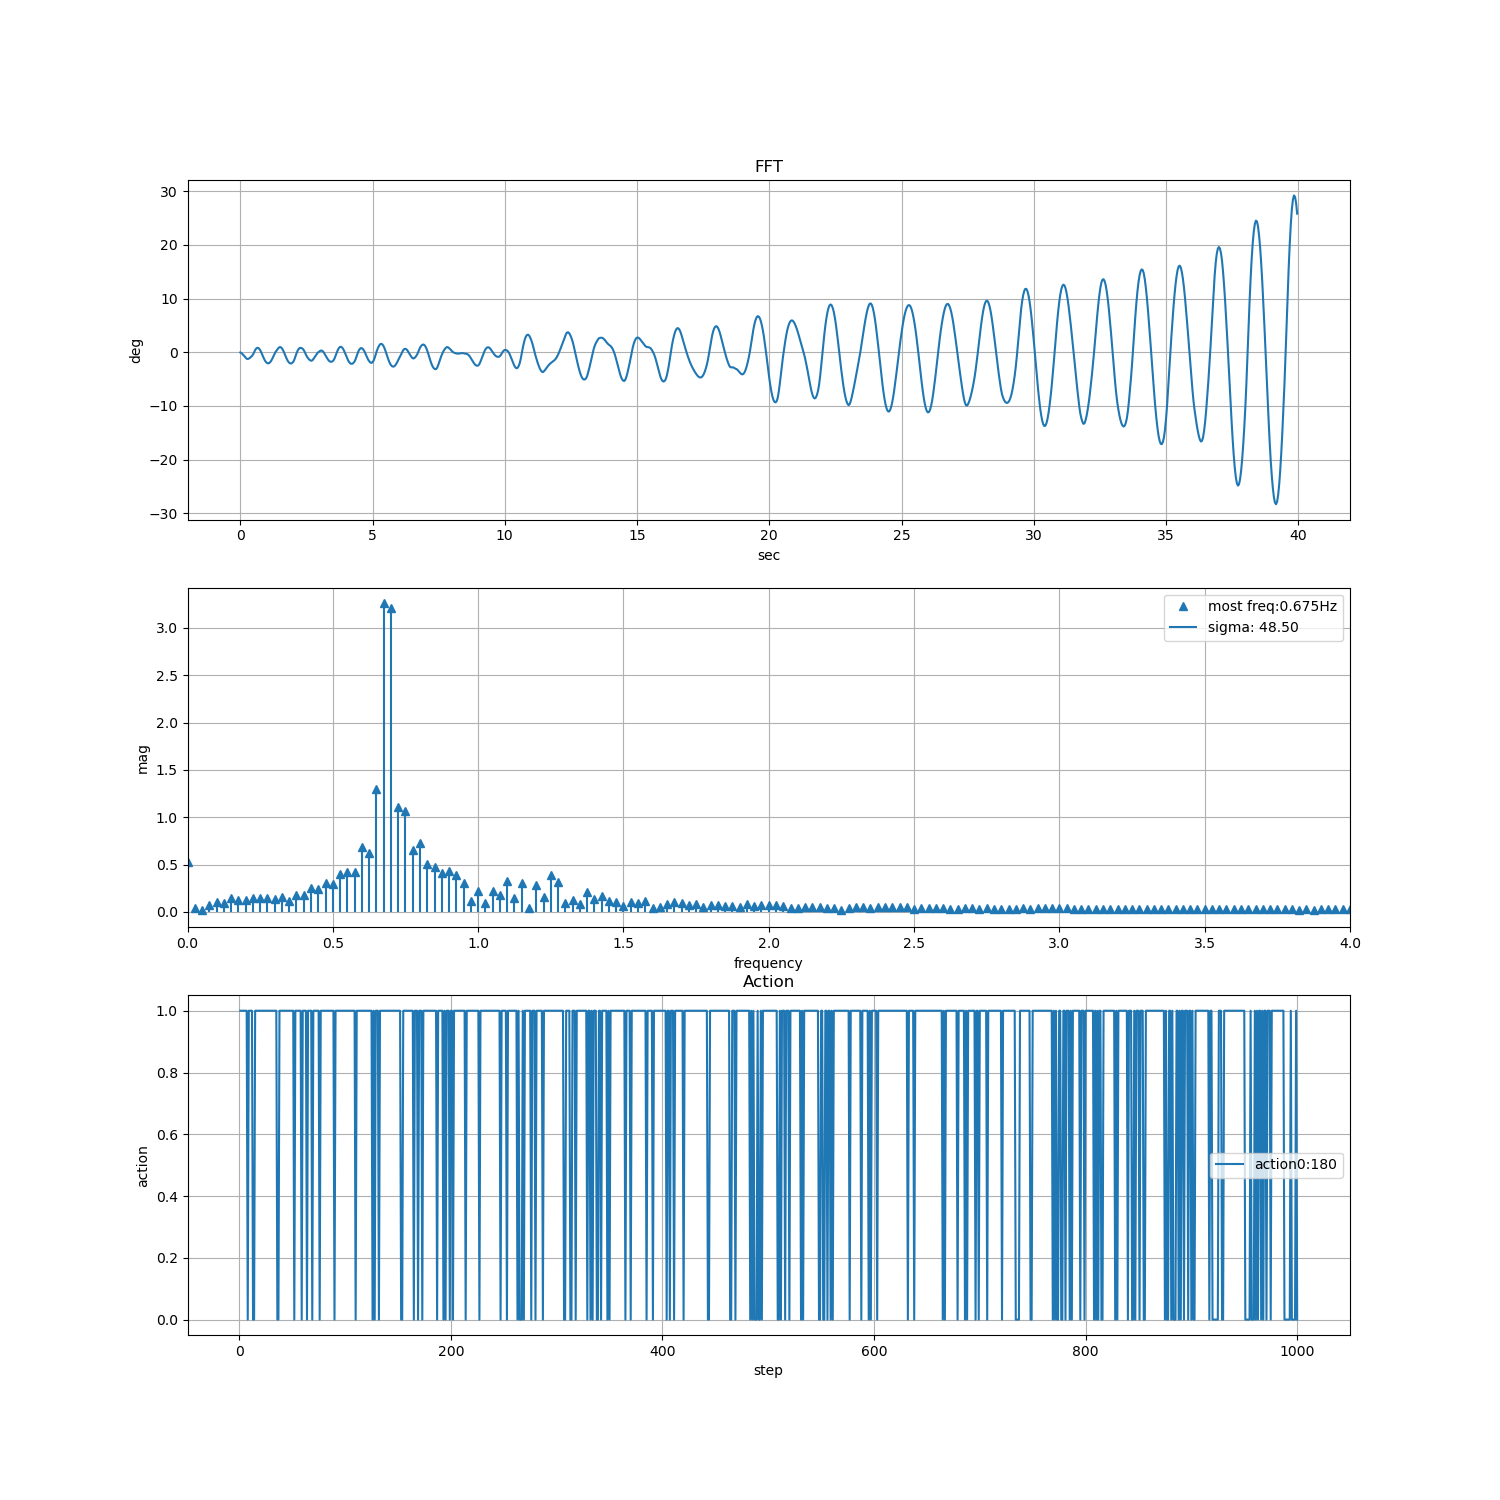 FFT
30
20
10
0
−10
−20
−30
deg
0 5 10 15 20 25 30 35 40
sec
most freq:0.675Hz
sigma: 48.50
3.0
2.5
2.0
1.5
1.0
0.5
0.0
mag
0.0 0.5 1.0 1.5 2.0 2.5 3.0 3.5 4.0
frequency
Action
1.0
0.8
0.6
0.4
0.2
0.0
action
action0:180
0 200 400 600 800 1000
step